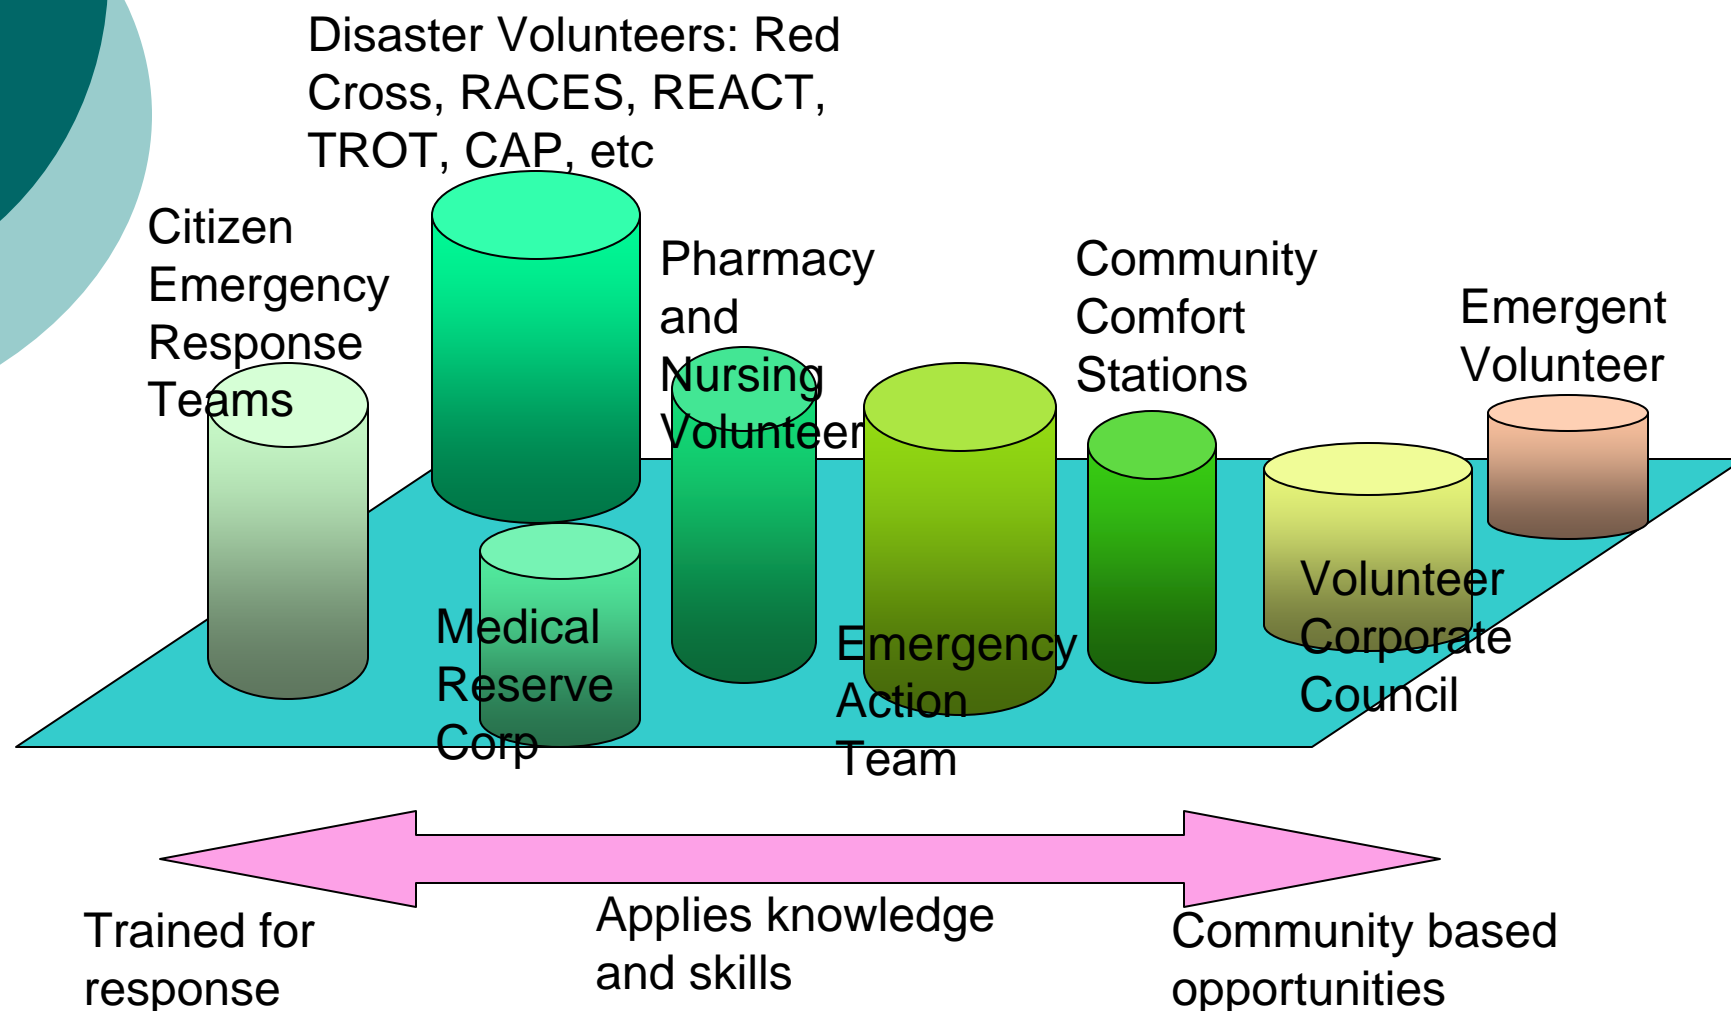 Disaster Volunteers: Red
Cross, RACES, REACT,
TROT, CAP, etc
Citizen
Emergency
Response
Teams
Pharmacy
and
Nursing
Volunteer
Community
Comfort
Stations
Emergent
Volunteer
Medical
Reserve
Corp
Emergency
Action
Team
Volunteer
Corporate
Council
Trained for
response
Applies knowledge
and skills
Community based
opportunities